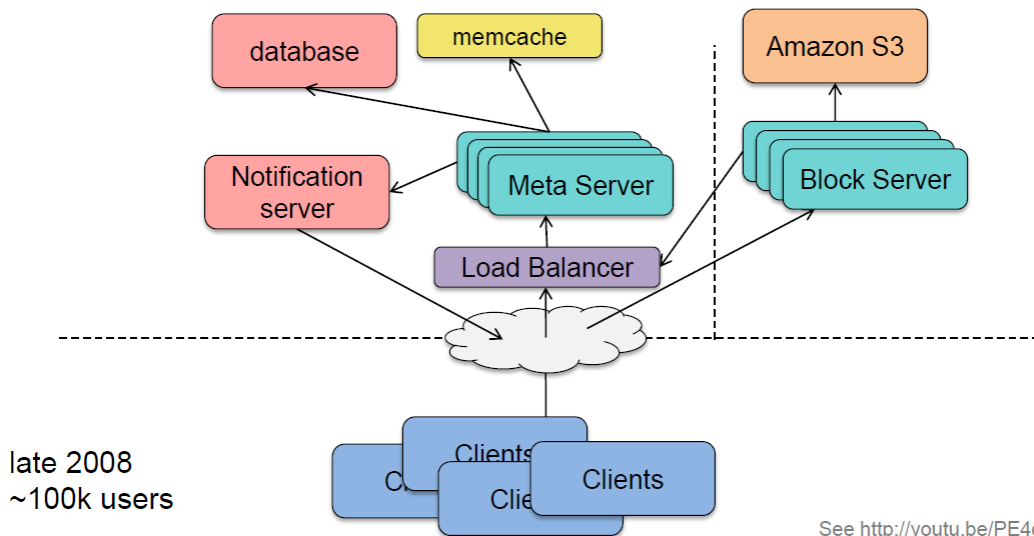 database
memcache
Amazon S3
Notification
server
Meta Server
Block Server
Load Balancer
Clients
Clients
late 2008
~100k users
See http://youtu.be/PE4